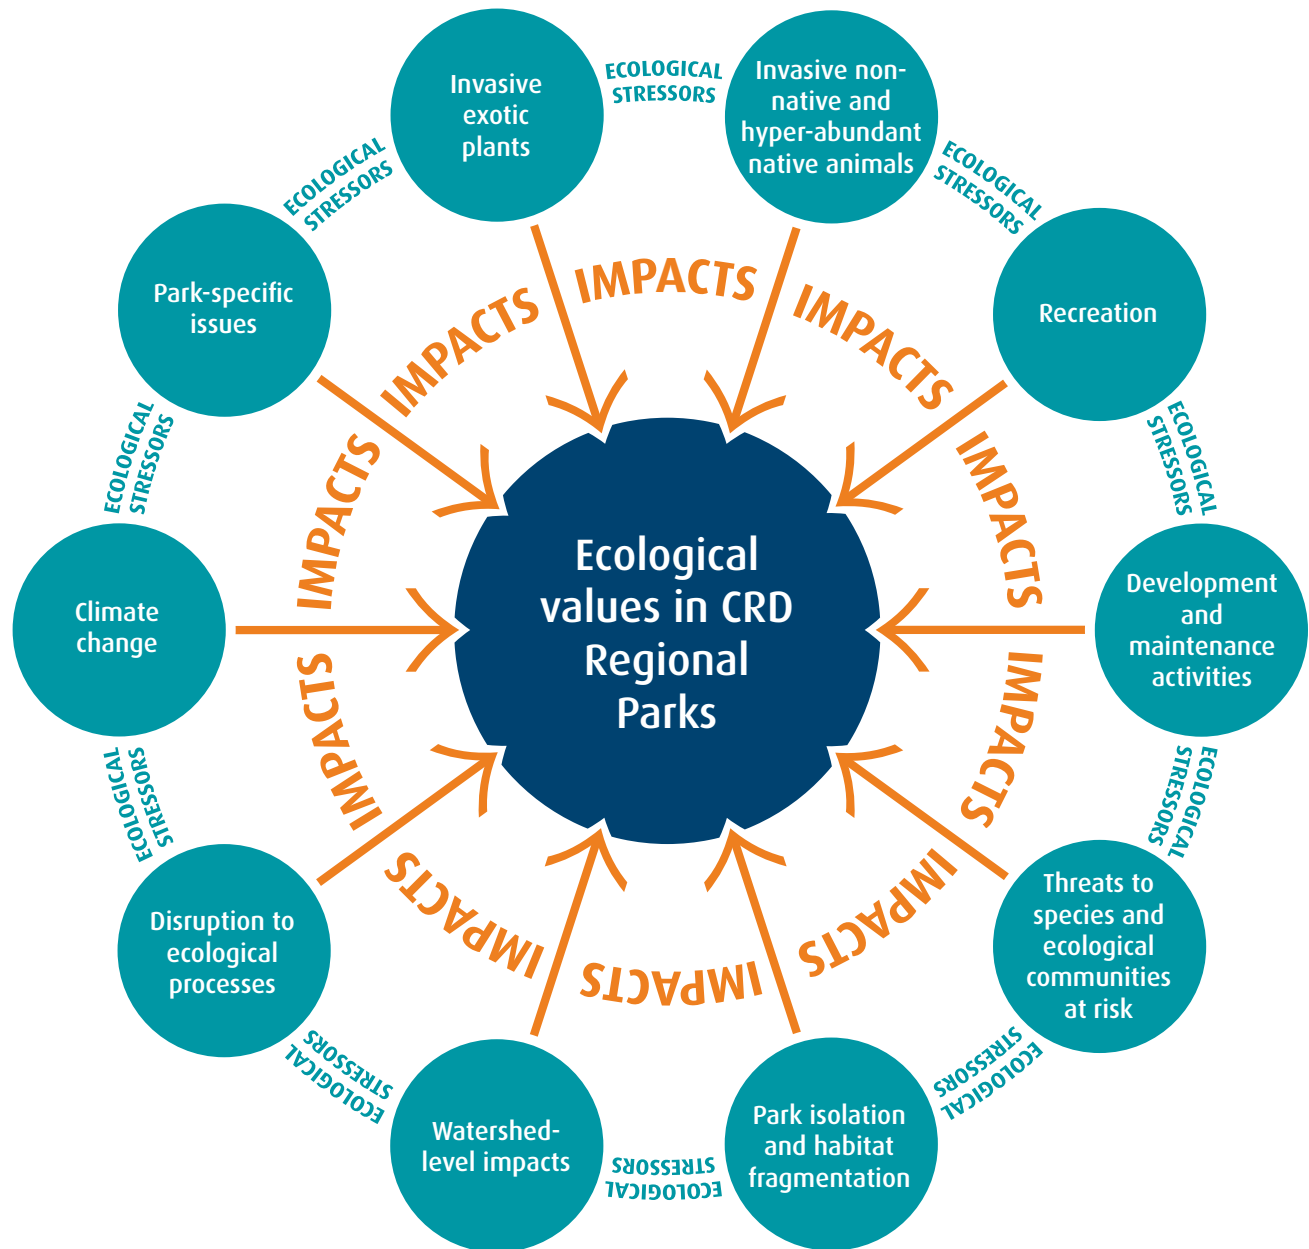 Invasive
exotic
plants
ECOLOGICAL
STRESSORS
Invasive non-
native and
hyper-abundant
native animals
ECOLOGICAL
STRESSORS
Recreation
ECOLOGICAL
STRESSORS
Development
and
maintenance
activities
ECOLOGICAL
STRESSORS
Threats to
species and
ecological
communities
at risk
ECOLOGICAL
STRESSORS
Park isolation
and habitat
fragmentation
ECOLOGICAL
STRESSORS
Watershed-
level impacts
ECOLOGICAL
STRESSORS
Disruption to
ecological
processes
ECOLOGICAL
STRESSORS
Climate
change
ECOLOGICAL
STRESSORS
Park-specific
issues
ECOLOGICAL
STRESSORS
IMPACTS
IMPACTS
IMPACTS
IMPACTS
IMPACTS
IMPACTS
IMPACTS
IMPACTS
IMPACTS
IMPACTS
Ecological
values in CRD
Regional
Parks